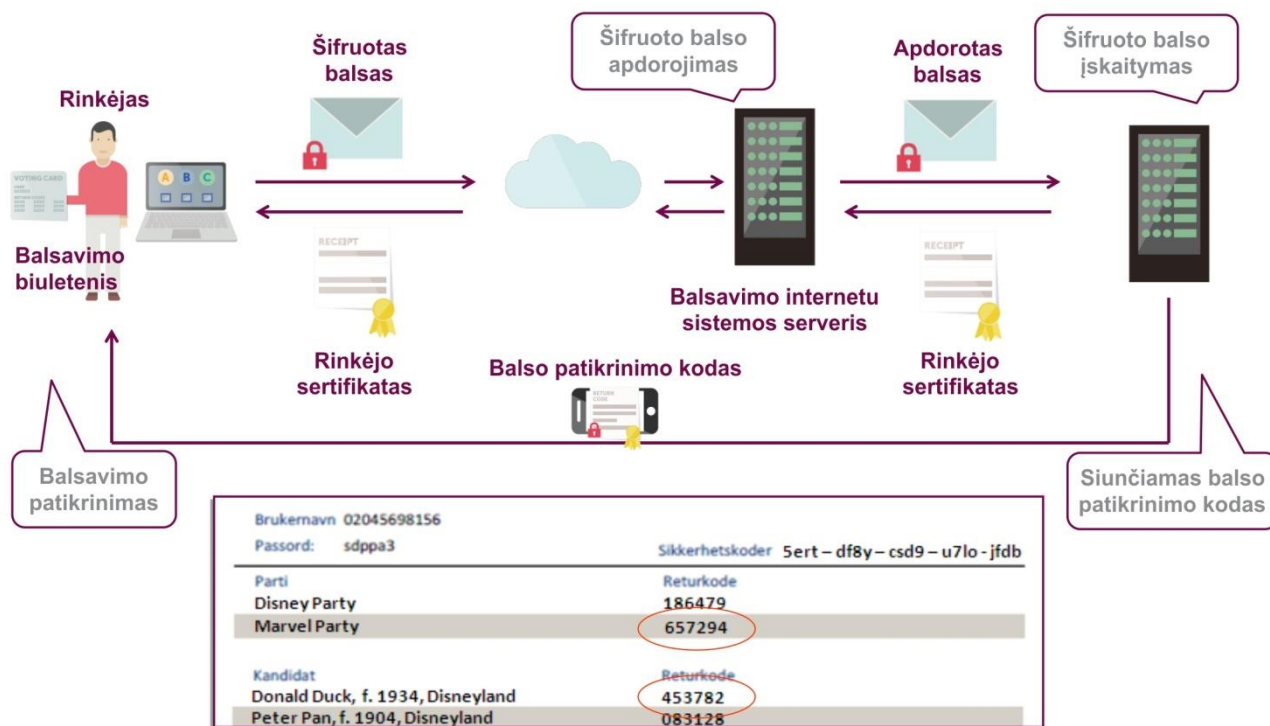 Šifruotas
balsas
Šifruoto balso
apdorojimas
Apdorotas
balsas
Šifruoto balso
įskaitymas
Rinkėjas
VOTING CARD
A B C
Balsavimo
biuletenis
RECEIPT
RECEIPT
Balsavimo internetu
sistemos serveris
Rinkėjo
sertifikatas
Balso patikrinimo kodas
Rinkėjo
sertifikatas
RETURN
CODE
Balsavimo
patikrinimas
Siunčiamas balso
patikrinimo kodas
Brukernavn 02045698156
Passord: sdppa3
Sikkerhetskoder 5ert – df8y – csd9 – u7lo - jfdb
Parti Returkode
Disney Party 186479
Marvel Party 657294
Kandidat Returkode
Donald Duck, f. 1934, Disneyland 453782
Peter Pan, f. 1904, Disneyland 083128